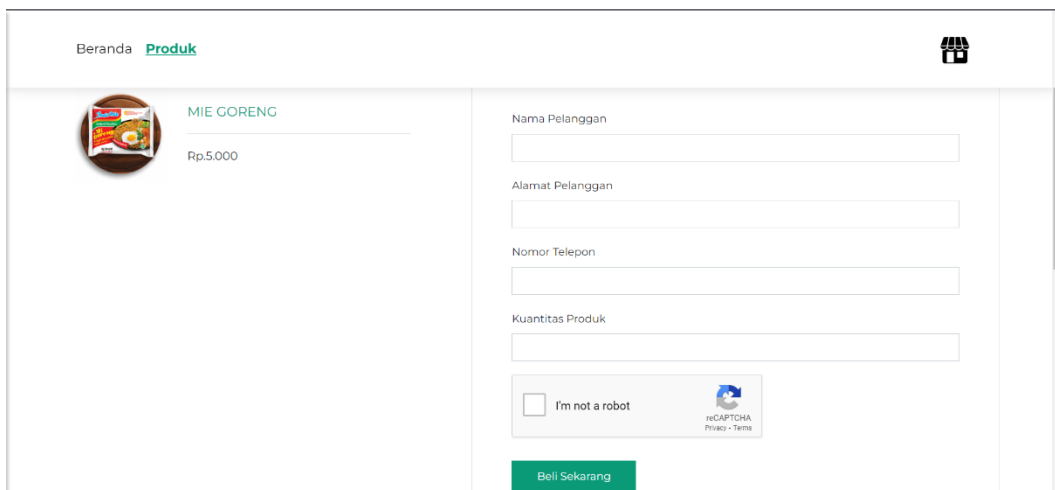 Beranda Produk
MIE GORENG
Rp.5.000
Nama Pelanggan
Alamat Pelanggan
Nomor Telepon
Kuantitas Produk
I'm not a robot
reCAPTCHA
Privacy - Terms
Beli Sekarang